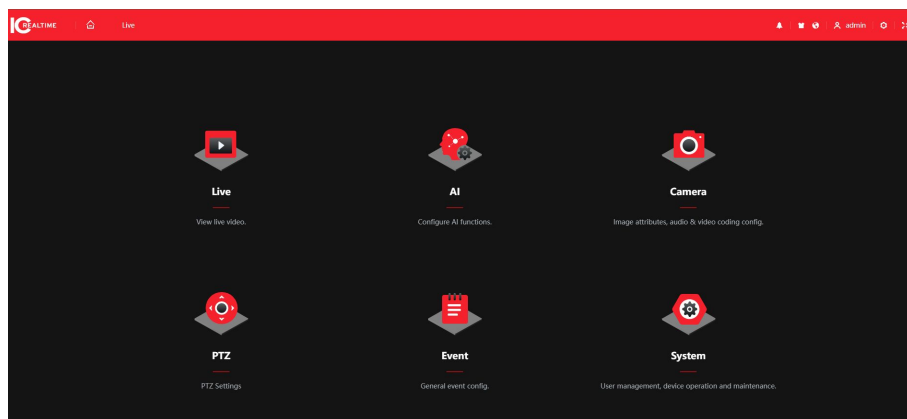 IC REALTIME
Live
admin
Live
AI
Camera
View live video.
Configure AI functions.
Image attributes, audio & video coding config.
PTZ
Event
System
PTZ Settings
General event config.
User management, device operation and maintenance.